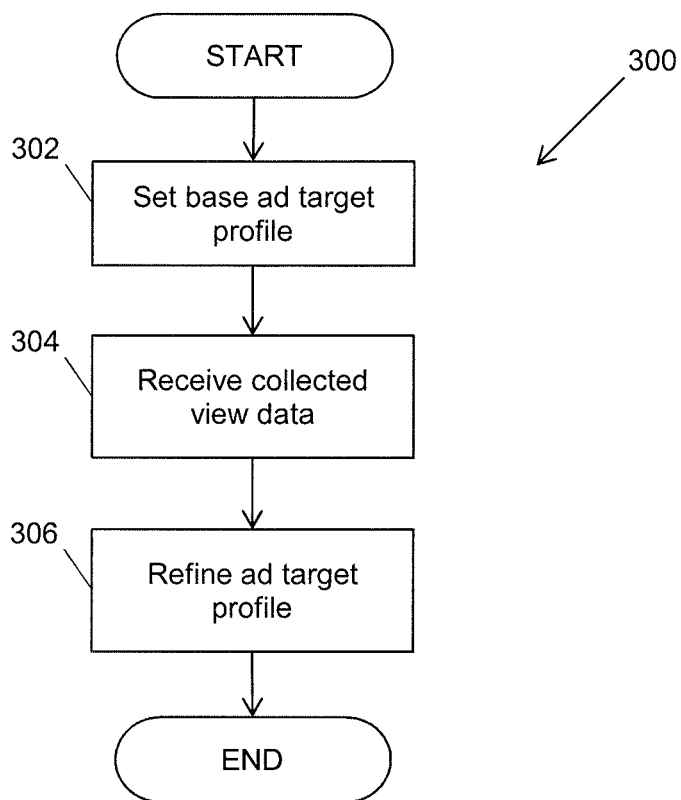 START
300
302
Set base ad target
profile
304
Receive collected
view data
306
Refine ad target
profile
END